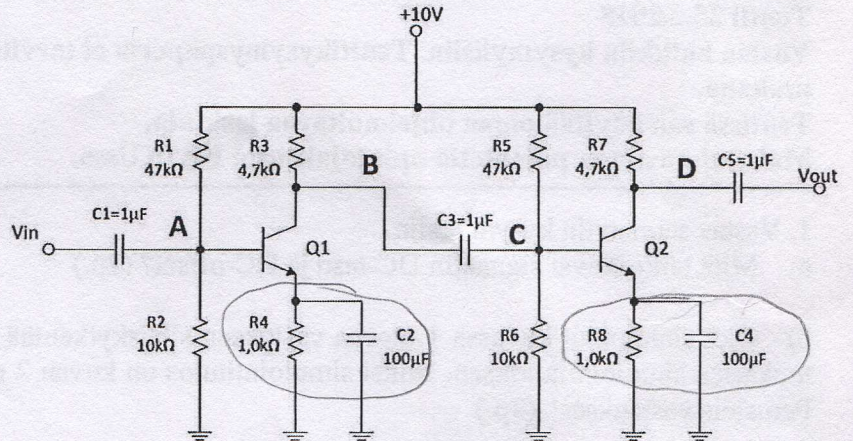 +10V
R1
47kΩ
R3
4,7kΩ
B
R5
47kΩ
R7
4,7kΩ
D
C5=1µF
Vout
Vin
C1=1µF
A
Q1
C3=1µF
C
Q2
R2
10kΩ
R4
1,0kΩ
C2
100µF
R6
10kΩ
R8
1,0kΩ
C4
100µF